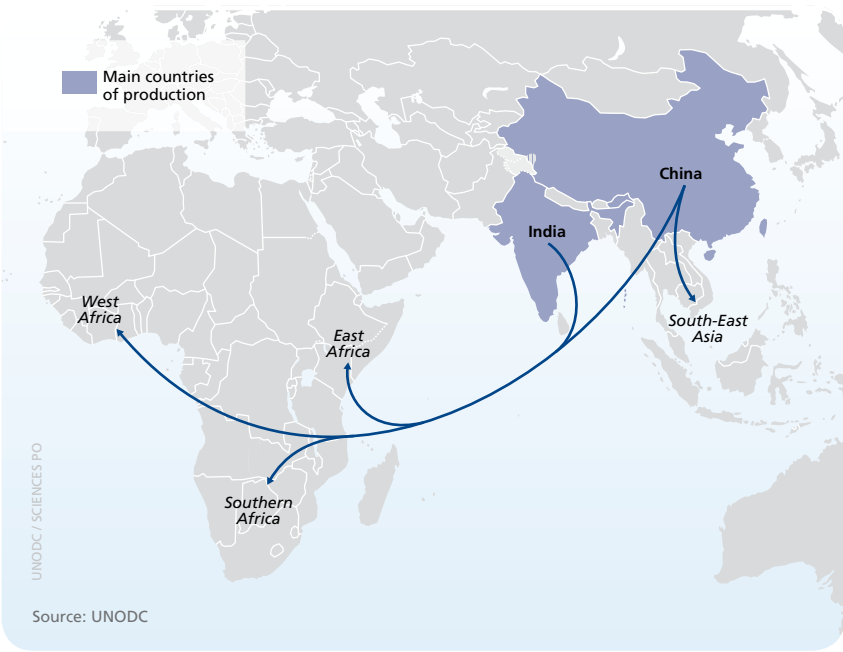 Main countries
of production
China
India
West
Africa
East
Africa
South-East
Asia
Southern
Africa
UNODC / SCIENCES PO
Source: UNODC